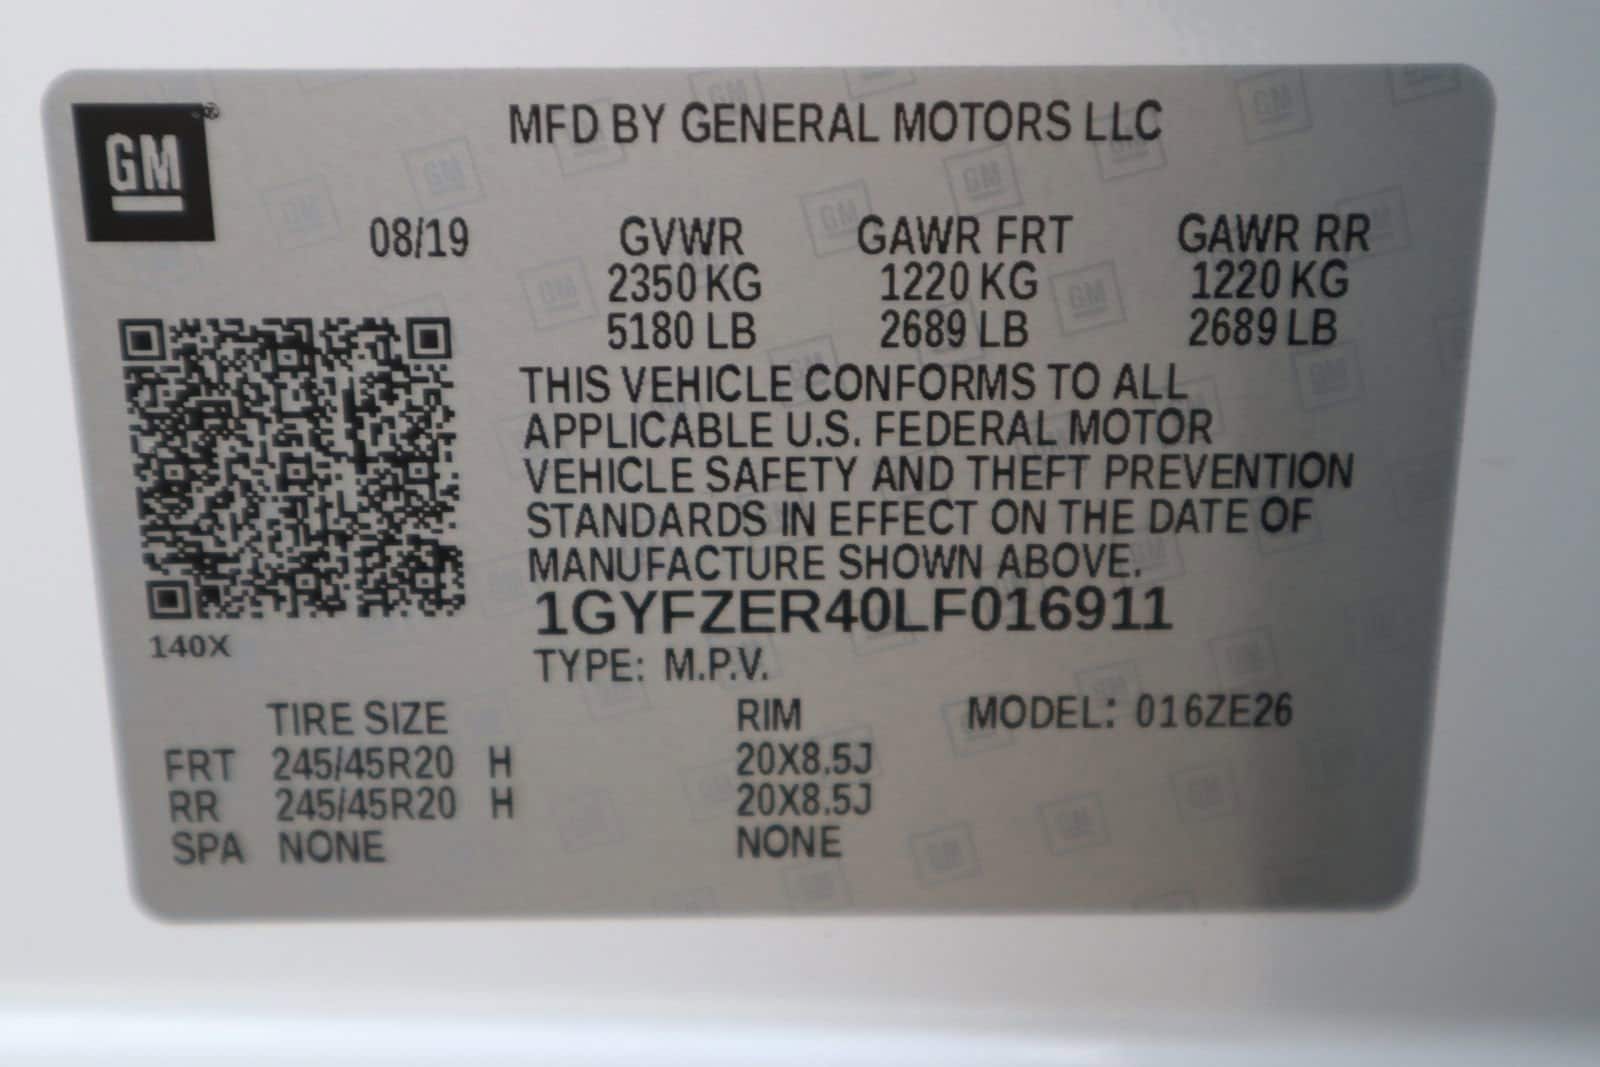 GM
MFD BY GENERAL MOTORS LLC
08/19 GVWR GAWR FRT GAWR RR
2350 KG 1220 KG 1220 KG
5180 LB 2689 LB 2689 LB
THIS VEHICLE CONFORMS TO ALL
APPLICABLE U.S. FEDERAL MOTOR
VEHICLE SAFETY AND THEFT PREVENTION
STANDARDS IN EFFECT ON THE DATE OF
MANUFACTURE SHOWN ABOVE.
1GYFZER40LF016911
140X
TYPE: M.P.V.
TIRE SIZE RIM MODEL: 016ZE26
FRT 245/45R20 H 20X8.5J
RR 245/45R20 H 20X8.5J
SPA NONE NONE